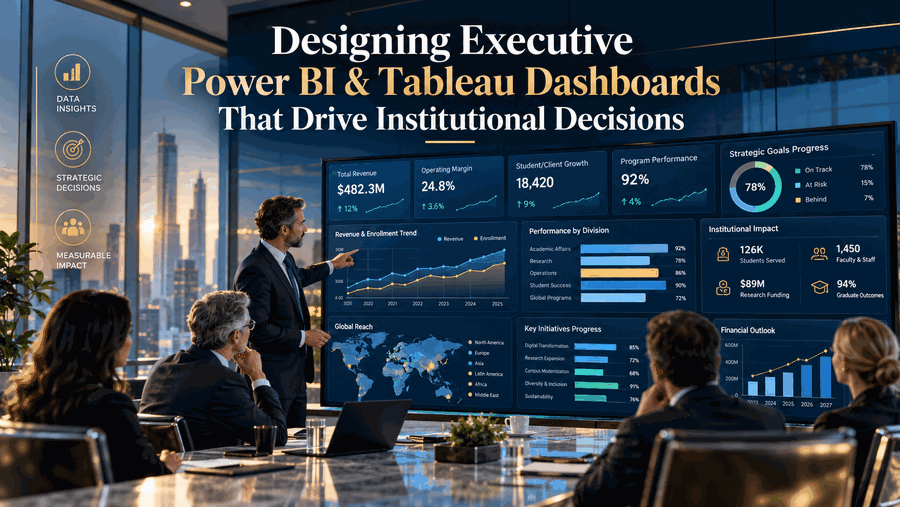 Designing Executive
Power BI & Tableau Dashboards
That Drive Institutional Decisions
DATA
INSIGHTS
STRATEGIC
DECISIONS
MEASURABLE
IMPACT
Total Revenue
$482.3M
↑ 12%
Operating Margin
24.8%
↑ 3.6%
Student/Client Growth
18,420
↑ 9%
Program Performance
92%
↑ 4%
Strategic Goals Progress
78%
On Track 78%
At Risk 15%
Behind 7%
Revenue & Enrollment Trend
Revenue
Enrollment
2020 2021 2022 2023 2024 2025
Performance by Division
Academic Affairs 92%
Research 78%
Operations 86%
Student Success 90%
Global Programs 72%
Institutional Impact
126K
Students Served
1,450
Faculty & Staff
$89M
Research Funding
94%
Graduate Outcomes
Global Reach
North America
Europe
Asia
Latin America
Africa
Middle East
Key Initiatives Progress
Digital Transformation 85%
Research Expansion 72%
Campus Modernization 68%
Diversity & Inclusion 91%
Sustainability 76%
Financial Outlook
600M
400M
200M
2023 2024 2025 2026 2027